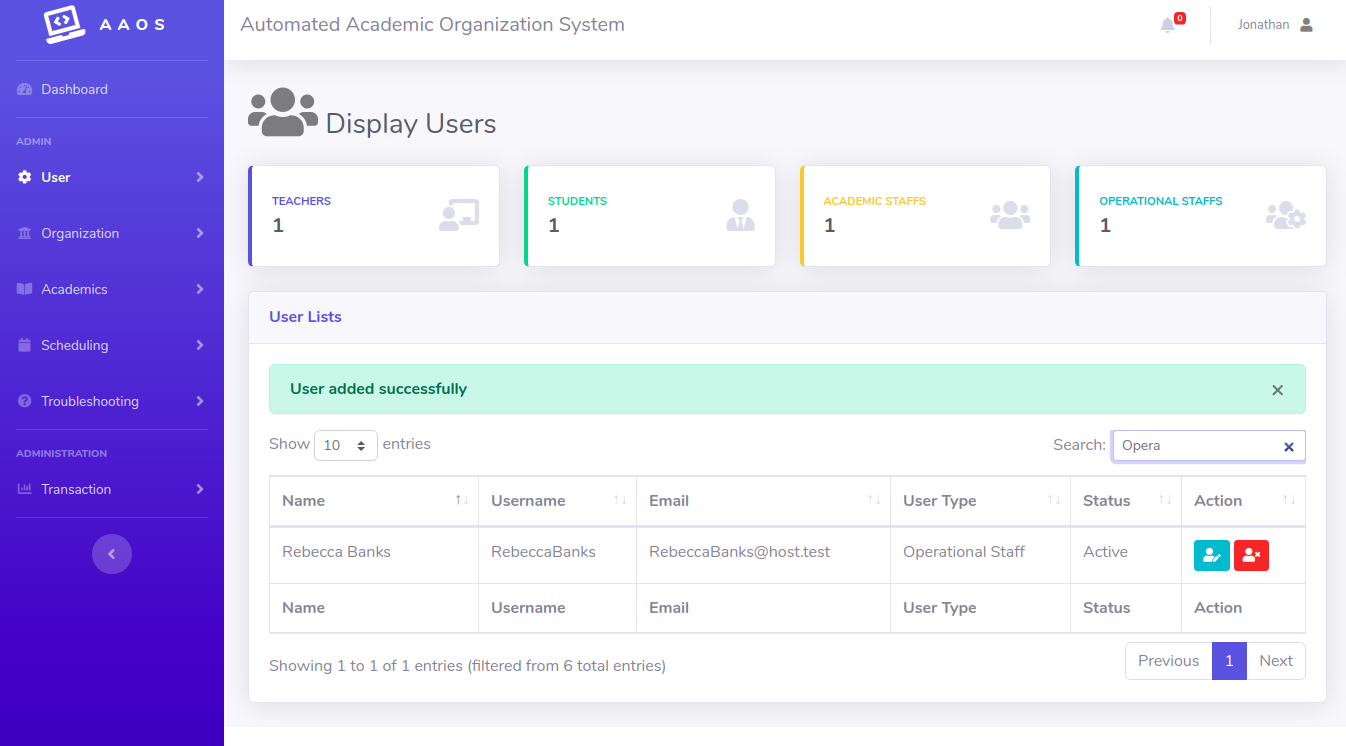 AAOS
Automated Academic Organization System
0
Jonathan
Dashboard
ADMIN
User
Organization
Academics
Scheduling
Troubleshooting
ADMINISTRATION
Transaction
Display Users
TEACHERS
1
STUDENTS
1
ACADEMIC STAFFS
1
OPERATIONAL STAFFS
1
User Lists
User added successfully
×
Show 10 entries
Search: Opera
Name Username Email User Type Status Action
Rebecca Banks RebeccaBanks RebeccaBanks@host.test Operational Staff Active
Name Username Email User Type Status Action
Showing 1 to 1 of 1 entries (filtered from 6 total entries)
Previous 1 Next